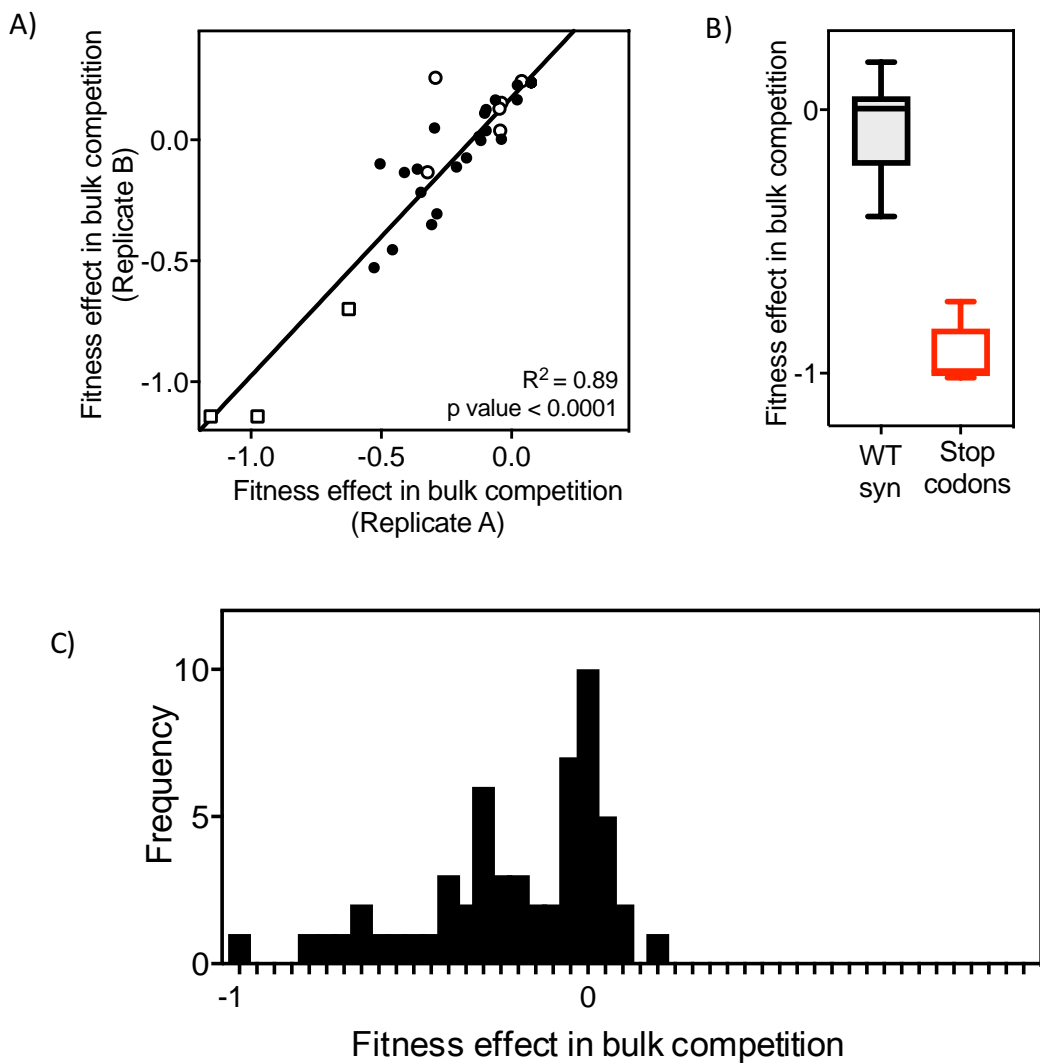 A)
Fitness effect in bulk competition
(Replicate B)
0.0
-0.5
-1.0
R² = 0.89
p value < 0.0001
-1.0
-0.5
0.0
Fitness effect in bulk competition
(Replicate A)
B)
Fitness effect in bulk competition
0
-1
WT
syn
Stop
codons
C)
Frequency
10
5
0
-1
0
Fitness effect in bulk competition